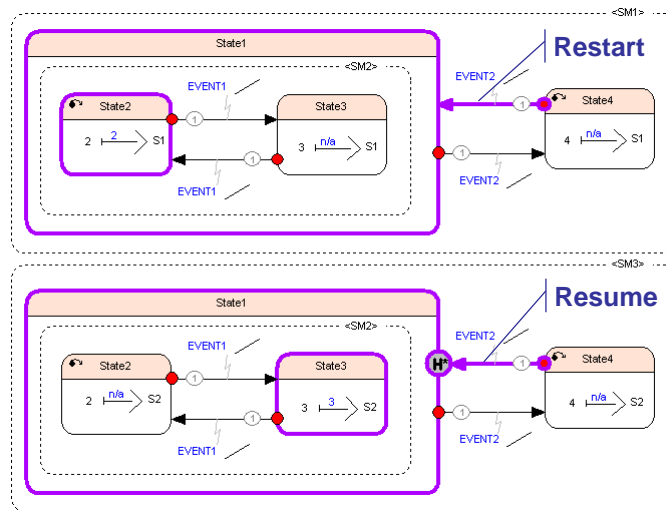 <SM1>
State1
Restart
<SM2>
EVENT1
EVENT2
State2
State3
State4
1
1
2 2 S1
3 n/a S1
4 n/a S1
1
1
EVENT1
EVENT2
<SM3>
State1
Resume
<SM2>
EVENT1
EVENT2
State2
State3
H*
State4
1
1
2 n/a S2
3 3 S2
4 n/a S2
1
1
EVENT1
EVENT2